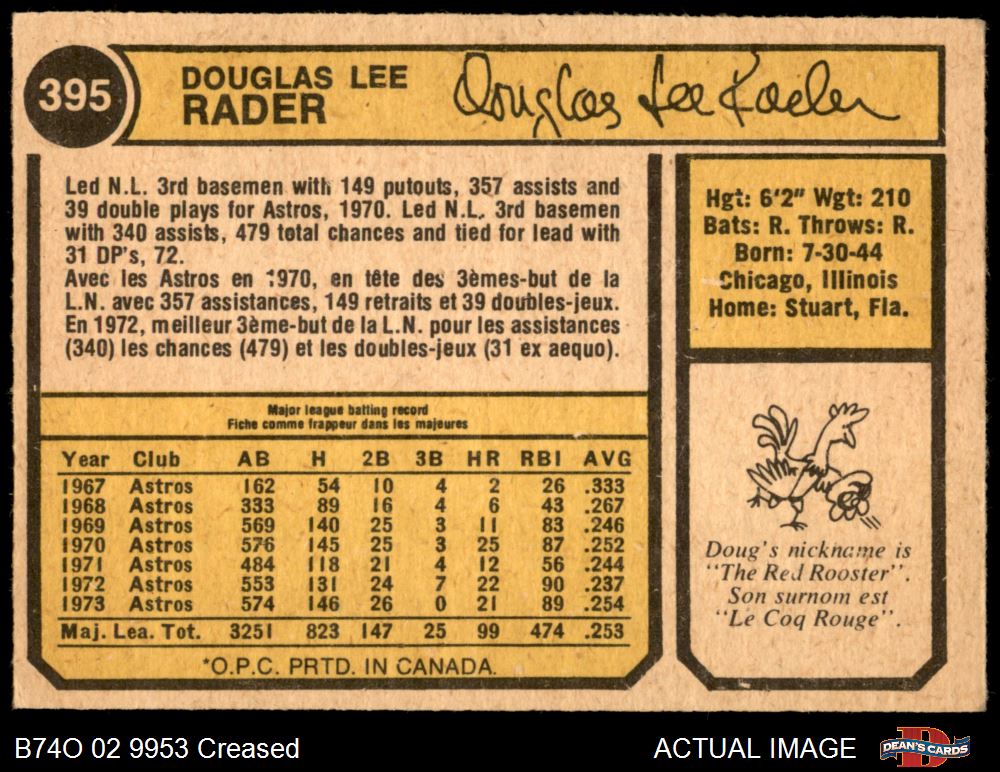 395
DOUGLAS LEE
RADER
Douglas Lee Rader
Led N.L. 3rd basemen with 149 putouts, 357 assists and
39 double plays for Astros, 1970. Led N.L. 3rd basemen
with 340 assists, 479 total chances and tied for lead with
31 DP's, 72.
Avec les Astros en 1970, en tête des 3èmes-but de la
L.N. avec 357 assistances, 149 retraits et 39 doubles-jeux.
En 1972, meilleur 3ème-but de la L.N. pour les assistances
(340) les chances (479) et les doubles-jeux (31 ex aequo).
Hgt: 6'2" Wgt: 210
Bats: R. Throws: R.
Born: 7-30-44
Chicago, Illinois
Home: Stuart, Fla.
Major league batting record
Fiche comme frappeur dans les majeures
Year Club AB H 2B 3B HR RBI AVG
1967 Astros 162 54 10 4 2 26 .333
1968 Astros 333 89 16 4 6 43 .267
1969 Astros 569 140 25 3 11 83 .246
1970 Astros 576 145 25 3 25 87 .252
1971 Astros 484 118 21 4 12 56 .244
1972 Astros 553 131 24 7 22 90 .237
1973 Astros 574 146 26 0 21 89 .254
Maj. Lea. Tot. 3251 823 147 25 99 474 .253
*O.P.C. PRTD. IN CANADA.
Doug's nickname is
"The Red Rooster".
Son surnom est
"Le Coq Rouge".
B74O 02 9953 Creased
ACTUAL IMAGE
DEAN'S CARDS